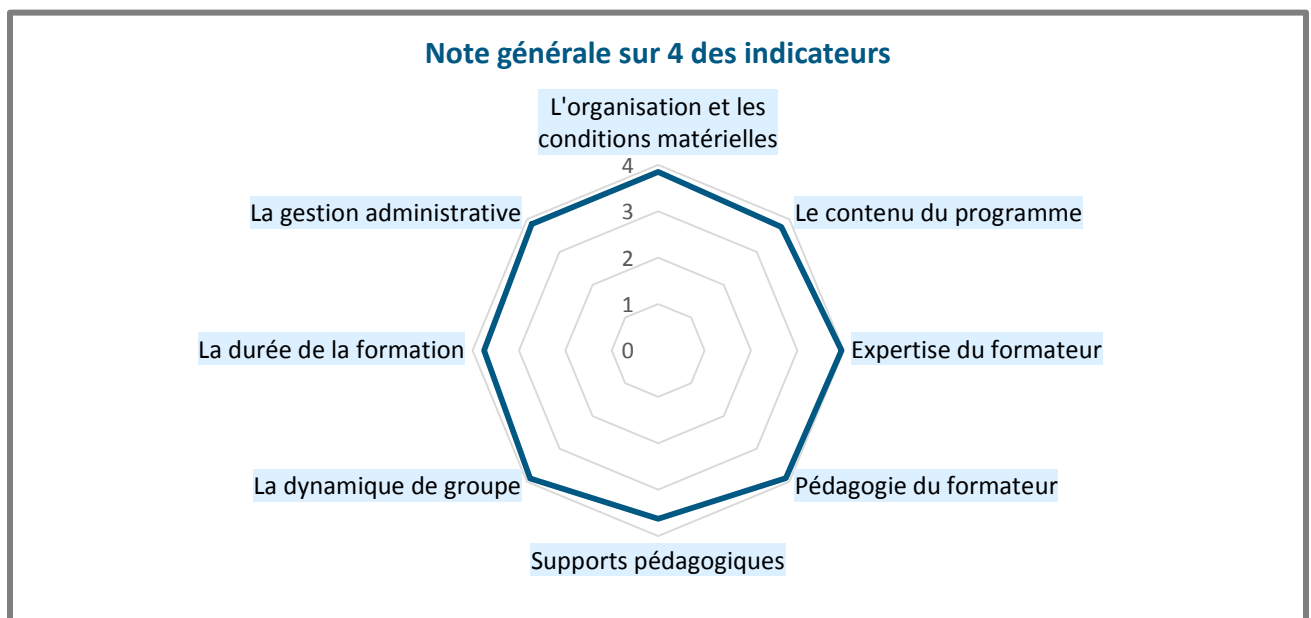 Note générale sur 4 des indicateurs
L'organisation et les
conditions matérielles
4
La gestion administrative
Le contenu du programme
3
2
1
La durée de la formation
0
Expertise du formateur
La dynamique de groupe
Pédagogie du formateur
Supports pédagogiques